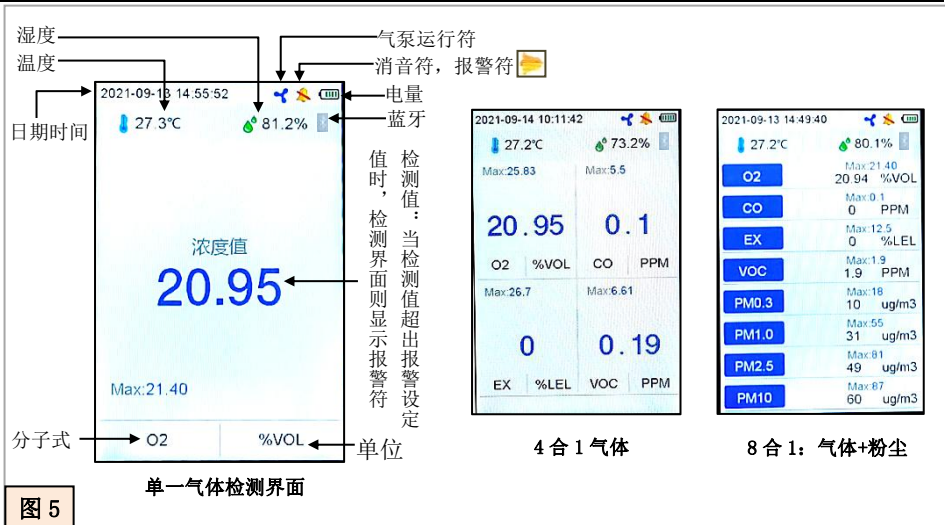 湿度
温度
日期时间
气泵运行符
消音符，报警符
电量
蓝牙
2021-09-13 14:55:52
27.3℃
81.2%
浓度值
20.95
Max:21.40
O2
%VOL
检测值：当检测值超出报警设定
值时，检测界面则显示报警符
分子式
单位
单一气体检测界面
2021-09-14 10:11:42
27.2℃
73.2%
Max:25.83
Max:5.5
20.95
0.1
O2
%VOL
CO
PPM
Max:26.7
Max:6.61
0
0.19
EX
%LEL
VOC
PPM
4合1气体
2021-09-13 14:49:40
27.2℃
80.1%
Max:21.40
O2 20.94 %VOL
Max:0.1
CO 0 PPM
Max:12.5
EX 0 %LEL
Max:1.9
VOC 1.9 PPM
Max:18
PM0.3 10 ug/m3
Max:55
PM1.0 31 ug/m3
Max:81
PM2.5 49 ug/m3
Max:87
PM10 60 ug/m3
8合1：气体+粉尘
图5